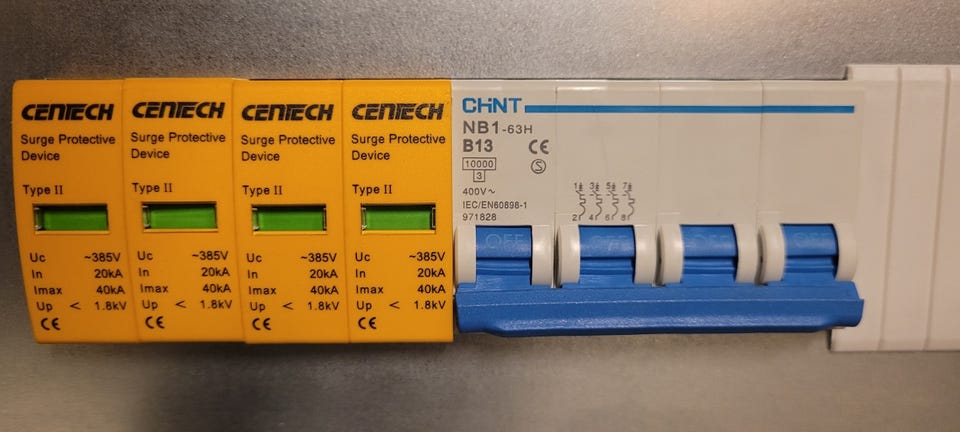 CENTECH
Surge Protective
Device
Type II
Uc ~385V
In 20kA
Imax 40kA
Up < 1.8kV
CE
CENTECH
Surge Protective
Device
Type II
Uc ~385V
In 20kA
Imax 40kA
Up < 1.8kV
CE
CENTECH
Surge Protective
Device
Type II
Uc ~385V
In 20kA
Imax 40kA
Up < 1.8kV
CE
CENTECH
Surge Protective
Device
Type II
Uc ~385V
In 20kA
Imax 40kA
Up < 1.8kV
CE
CHNT
NB1-63H
B13 CE
10000
3 S
400V~
IEC/EN60898-1
971828
1 3 5 7
2 4 6 8
OFF OFF OFF OFF